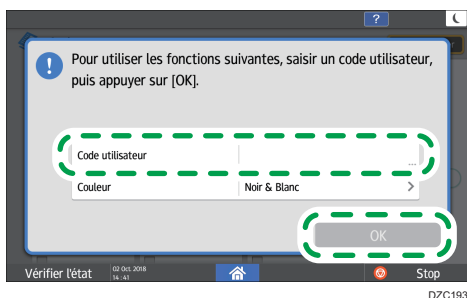 ?
Pour utiliser les fonctions suivantes, saisir un code utilisateur,
puis appuyer sur [OK].
Code utilisateur ...
Couleur Noir & Blanc >
OK
Vérifier l'état 02 Oct. 2018 Stop
14 : 41
DZC193